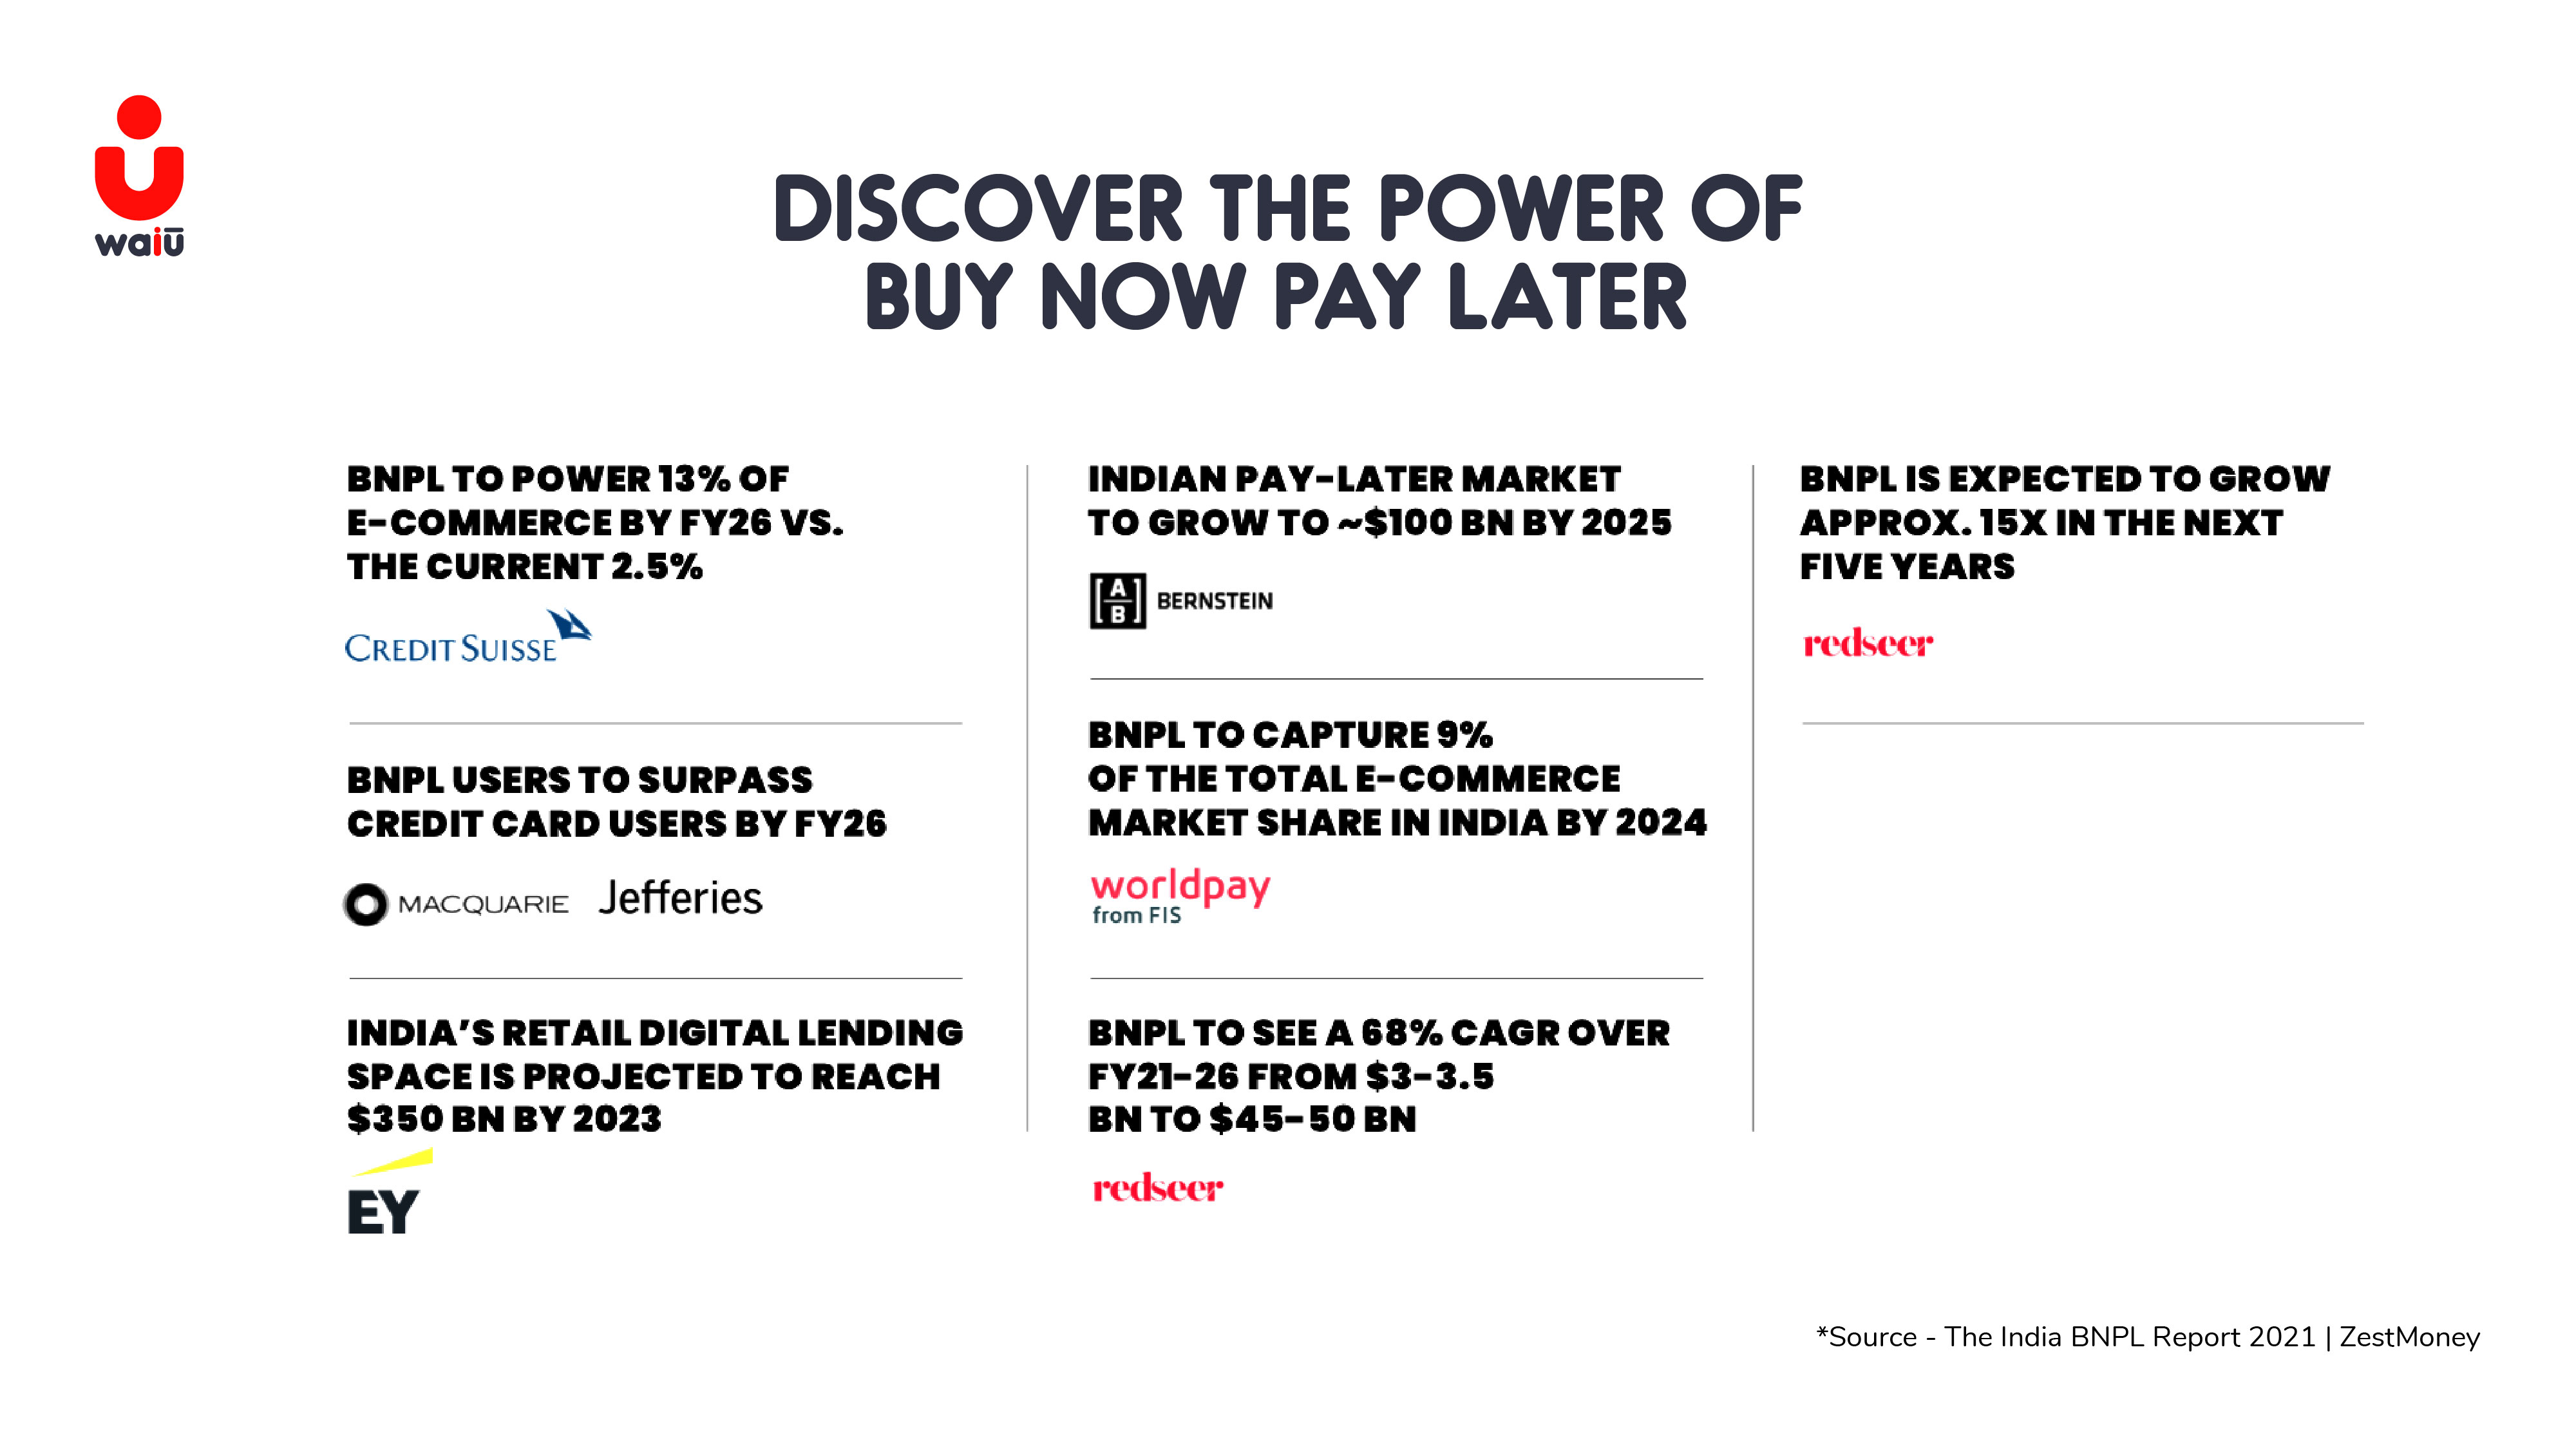 waiū
DISCOVER THE POWER OF
BUY NOW PAY LATER
BNPL TO POWER 13% OF
E-COMMERCE BY FY26 VS.
THE CURRENT 2.5%
CREDIT SUISSE
BNPL USERS TO SURPASS
CREDIT CARD USERS BY FY26
MACQUARIE Jefferies
INDIA'S RETAIL DIGITAL LENDING
SPACE IS PROJECTED TO REACH
$350 BN BY 2023
EY
INDIAN PAY-LATER MARKET
TO GROW TO ~$100 BN BY 2025
[A/B] BERNSTEIN
BNPL TO CAPTURE 9%
OF THE TOTAL E-COMMERCE
MARKET SHARE IN INDIA BY 2024
worldpay
from FIS
BNPL TO SEE A 68% CAGR OVER
FY21-26 FROM $3-3.5
BN TO $45-50 BN
redseer
BNPL IS EXPECTED TO GROW
APPROX. 15X IN THE NEXT
FIVE YEARS
redseer
*Source - The India BNPL Report 2021 | ZestMoney